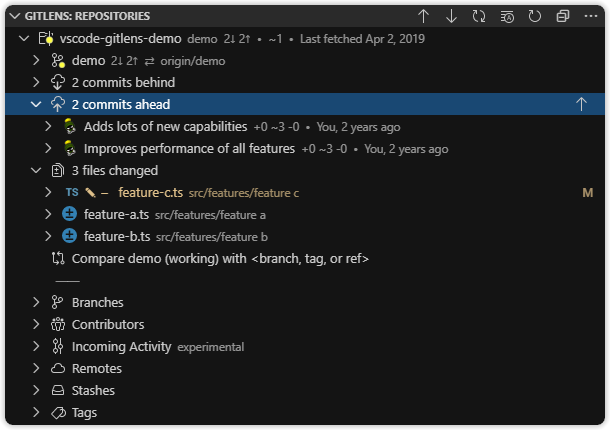 GITLENS: REPOSITORIES
vscode-gitlens-demo demo 2↓ 2↑ • ~1 • Last fetched Apr 2, 2019
demo 2↓ 2↑ ⇄ origin/demo
2 commits behind
2 commits ahead
Adds lots of new capabilities +0 ~3 -0 • You, 2 years ago
Improves performance of all features +0 ~3 -0 • You, 2 years ago
3 files changed
TS – feature-c.ts src/features/feature c M
feature-a.ts src/features/feature a
feature-b.ts src/features/feature b
Compare demo (working) with <branch, tag, or ref>
Branches
Contributors
Incoming Activity experimental
Remotes
Stashes
Tags